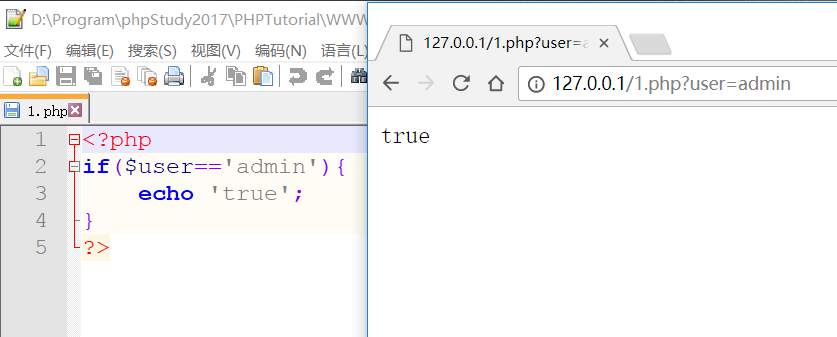 D:\Program\phpStudy2017\PHPTutorial\WWW
文件(F) 编辑(E) 搜索(S) 视图(V) 编码(N) 语言(L)
1.php
1 <?php
2 if($user=='admin'){
3 echo 'true';
4 }
5 ?>
127.0.0.1/1.php?user=a
127.0.0.1/1.php?user=admin
true